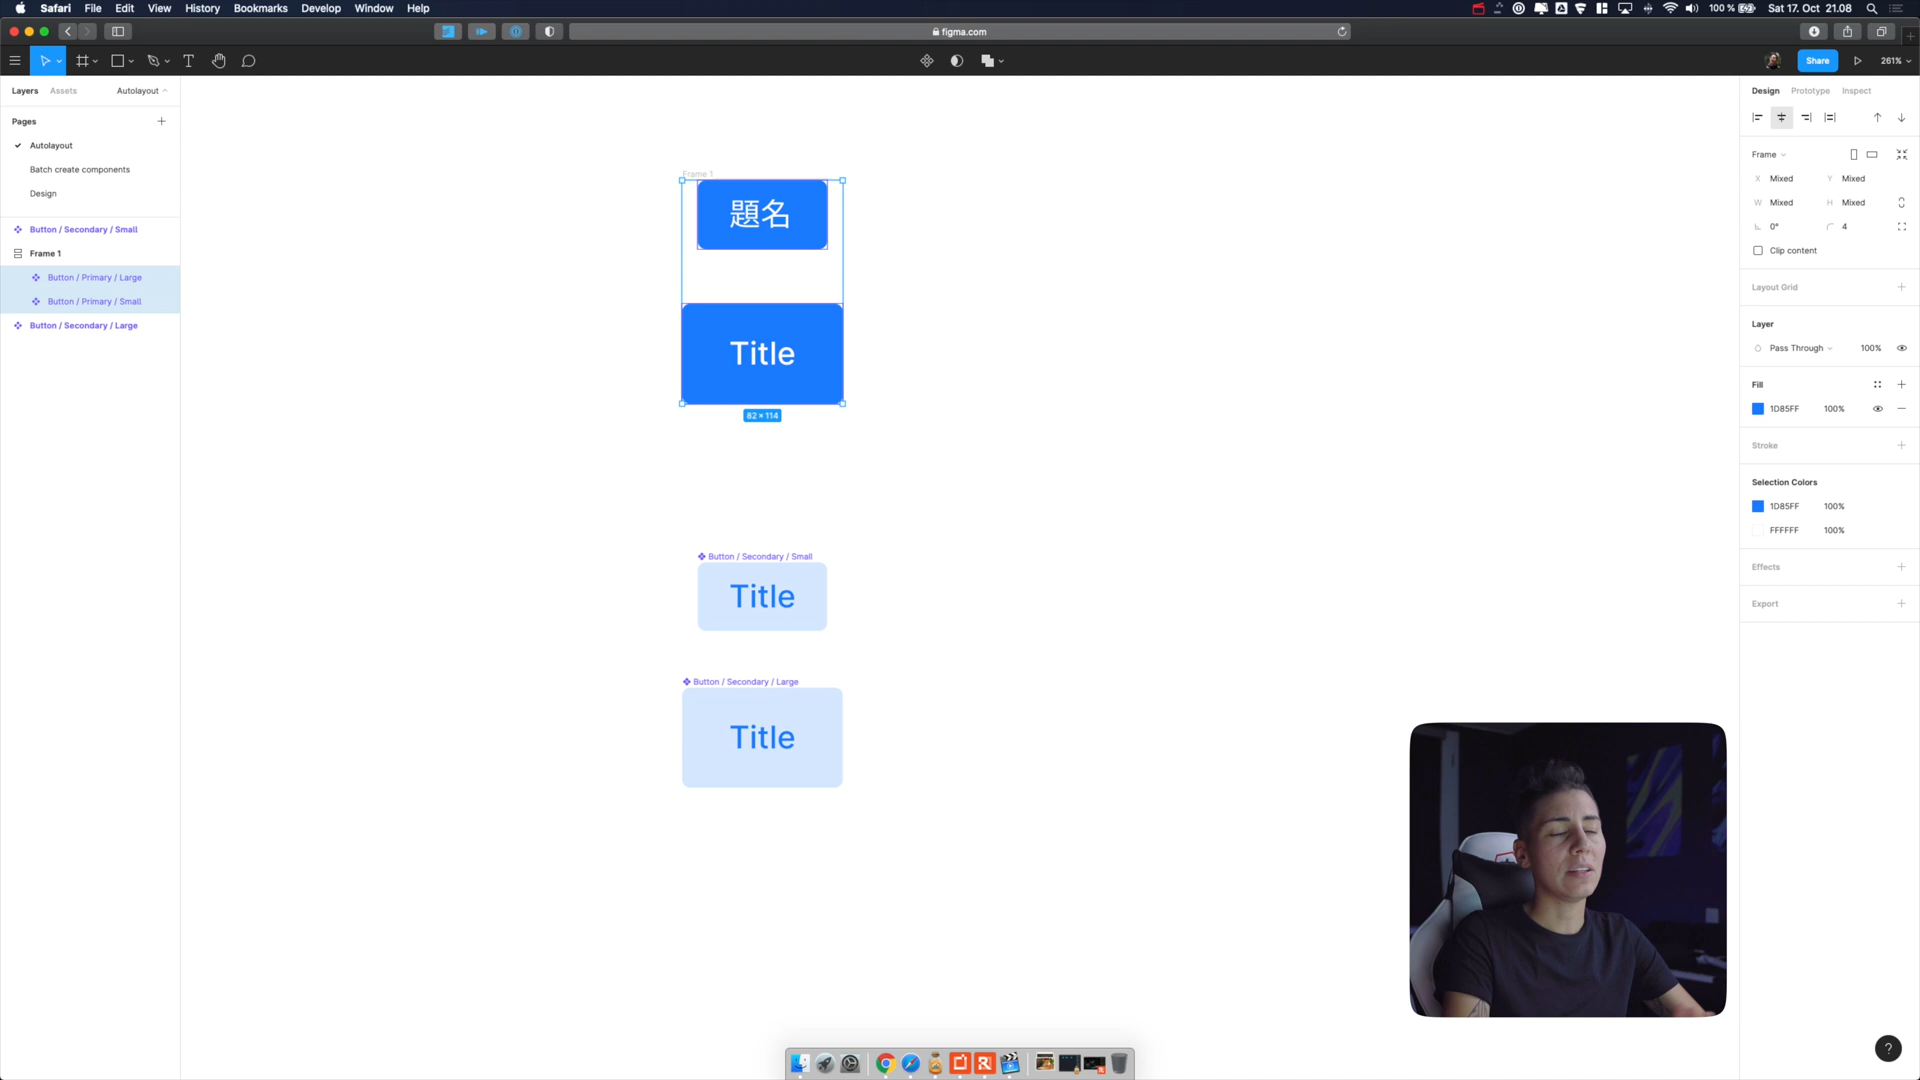 Safari File Edit View History Bookmarks Develop Window Help 100 % Sat 17. Oct 21.08
figma.com
Share 261%
Layers Assets Autolayout
Pages
Autolayout
Batch create components
Design
Button / Secondary / Small
Frame 1
Button / Primary / Large
Button / Primary / Small
Button / Secondary / Large
Frame 1
題名
Title
82 × 114
Button / Secondary / Small
Title
Button / Secondary / Large
Title
Design Prototype Inspect
Frame
X Mixed Y Mixed
W Mixed H Mixed
0° 4
Clip content
Layout Grid
Layer
Pass Through 100%
Fill
1D85FF 100%
Stroke
Selection Colors
1D85FF 100%
FFFFFF 100%
Effects
Export
?